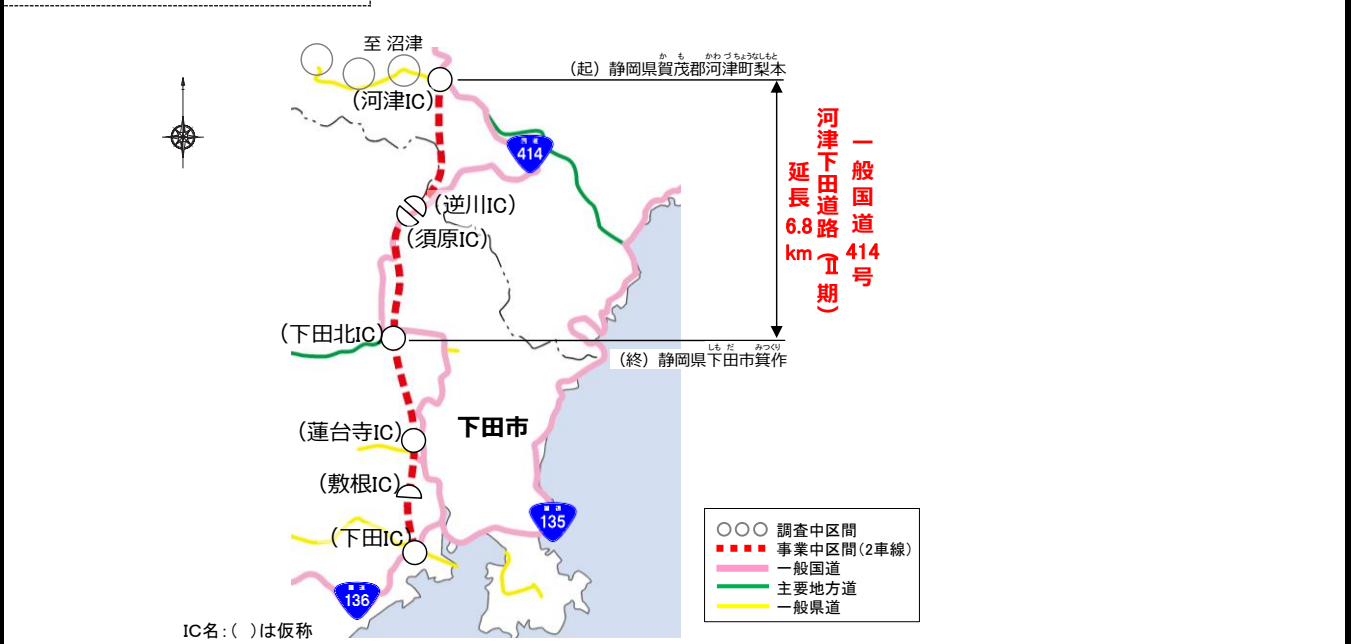 至 沼津
(起) 静岡県賀茂郡河津町梨本
か も かわづちょうなしもと
(河津IC)
国道
414
(逆川IC)
(須原IC)
一般国道414号
河津下田道路(Ⅱ期)
延長6.8km
(下田北IC)
(終) 静岡県下田市箕作
しもだ みつくり
(蓮台寺IC)
下田市
(敷根IC)
国道
135
(下田IC)
国道
136
調査中区間
事業中区間(2車線)
一般国道
主要地方道
一般県道
IC名:( )は仮称